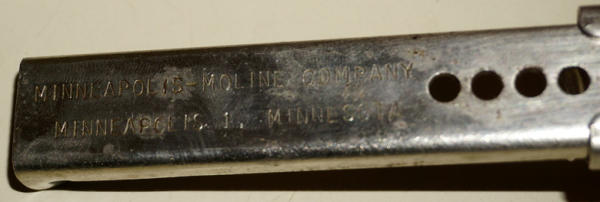 MINNEAPOLIS-MOLINE COMPANY
MINNEAPOLIS 1, MINNESOTA